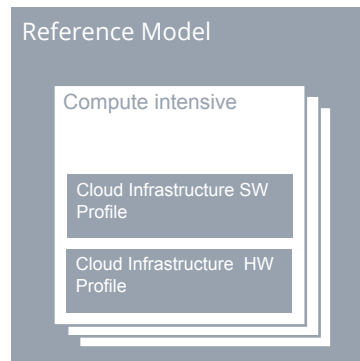 Reference Model
Compute intensive
Cloud Infrastructure SW
Profile
Cloud Infrastructure HW
Profile